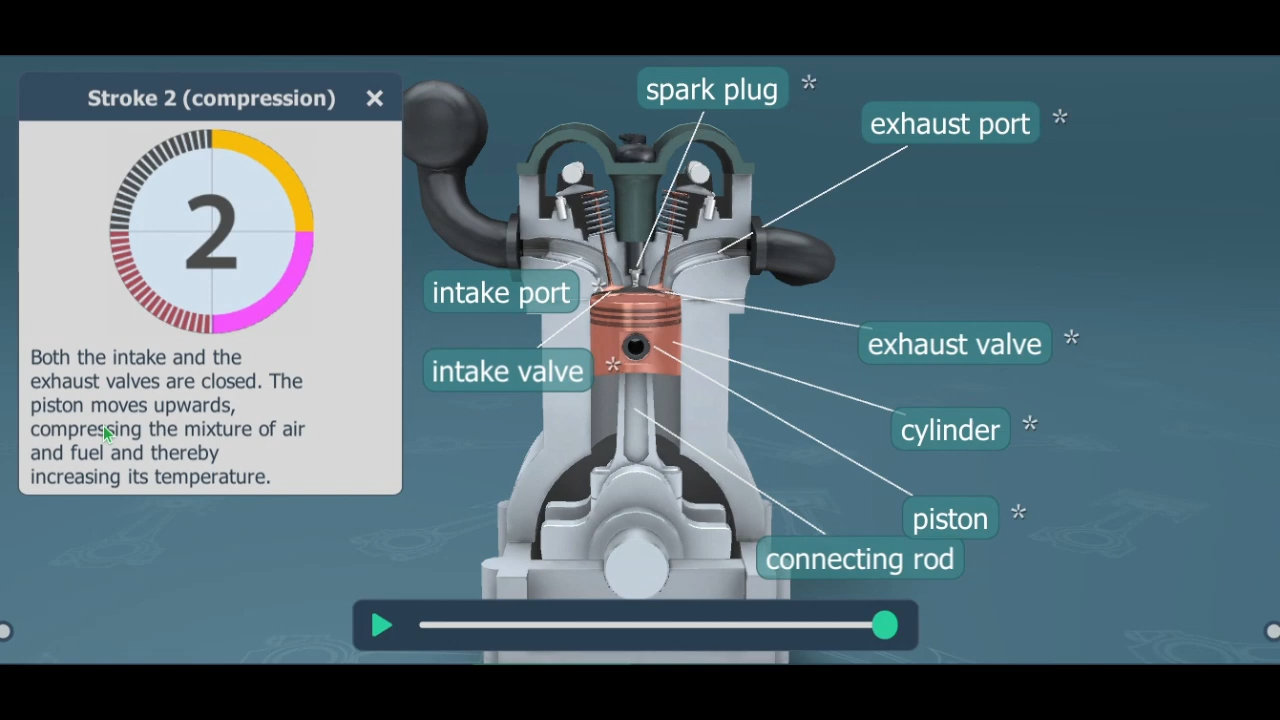 Stroke 2 (compression)
2
Both the intake and the
exhaust valves are closed. The
piston moves upwards,
compressing the mixture of air
and fuel and thereby
increasing its temperature.
spark plug *
exhaust port *
intake port *
exhaust valve *
intake valve *
cylinder *
piston *
connecting rod